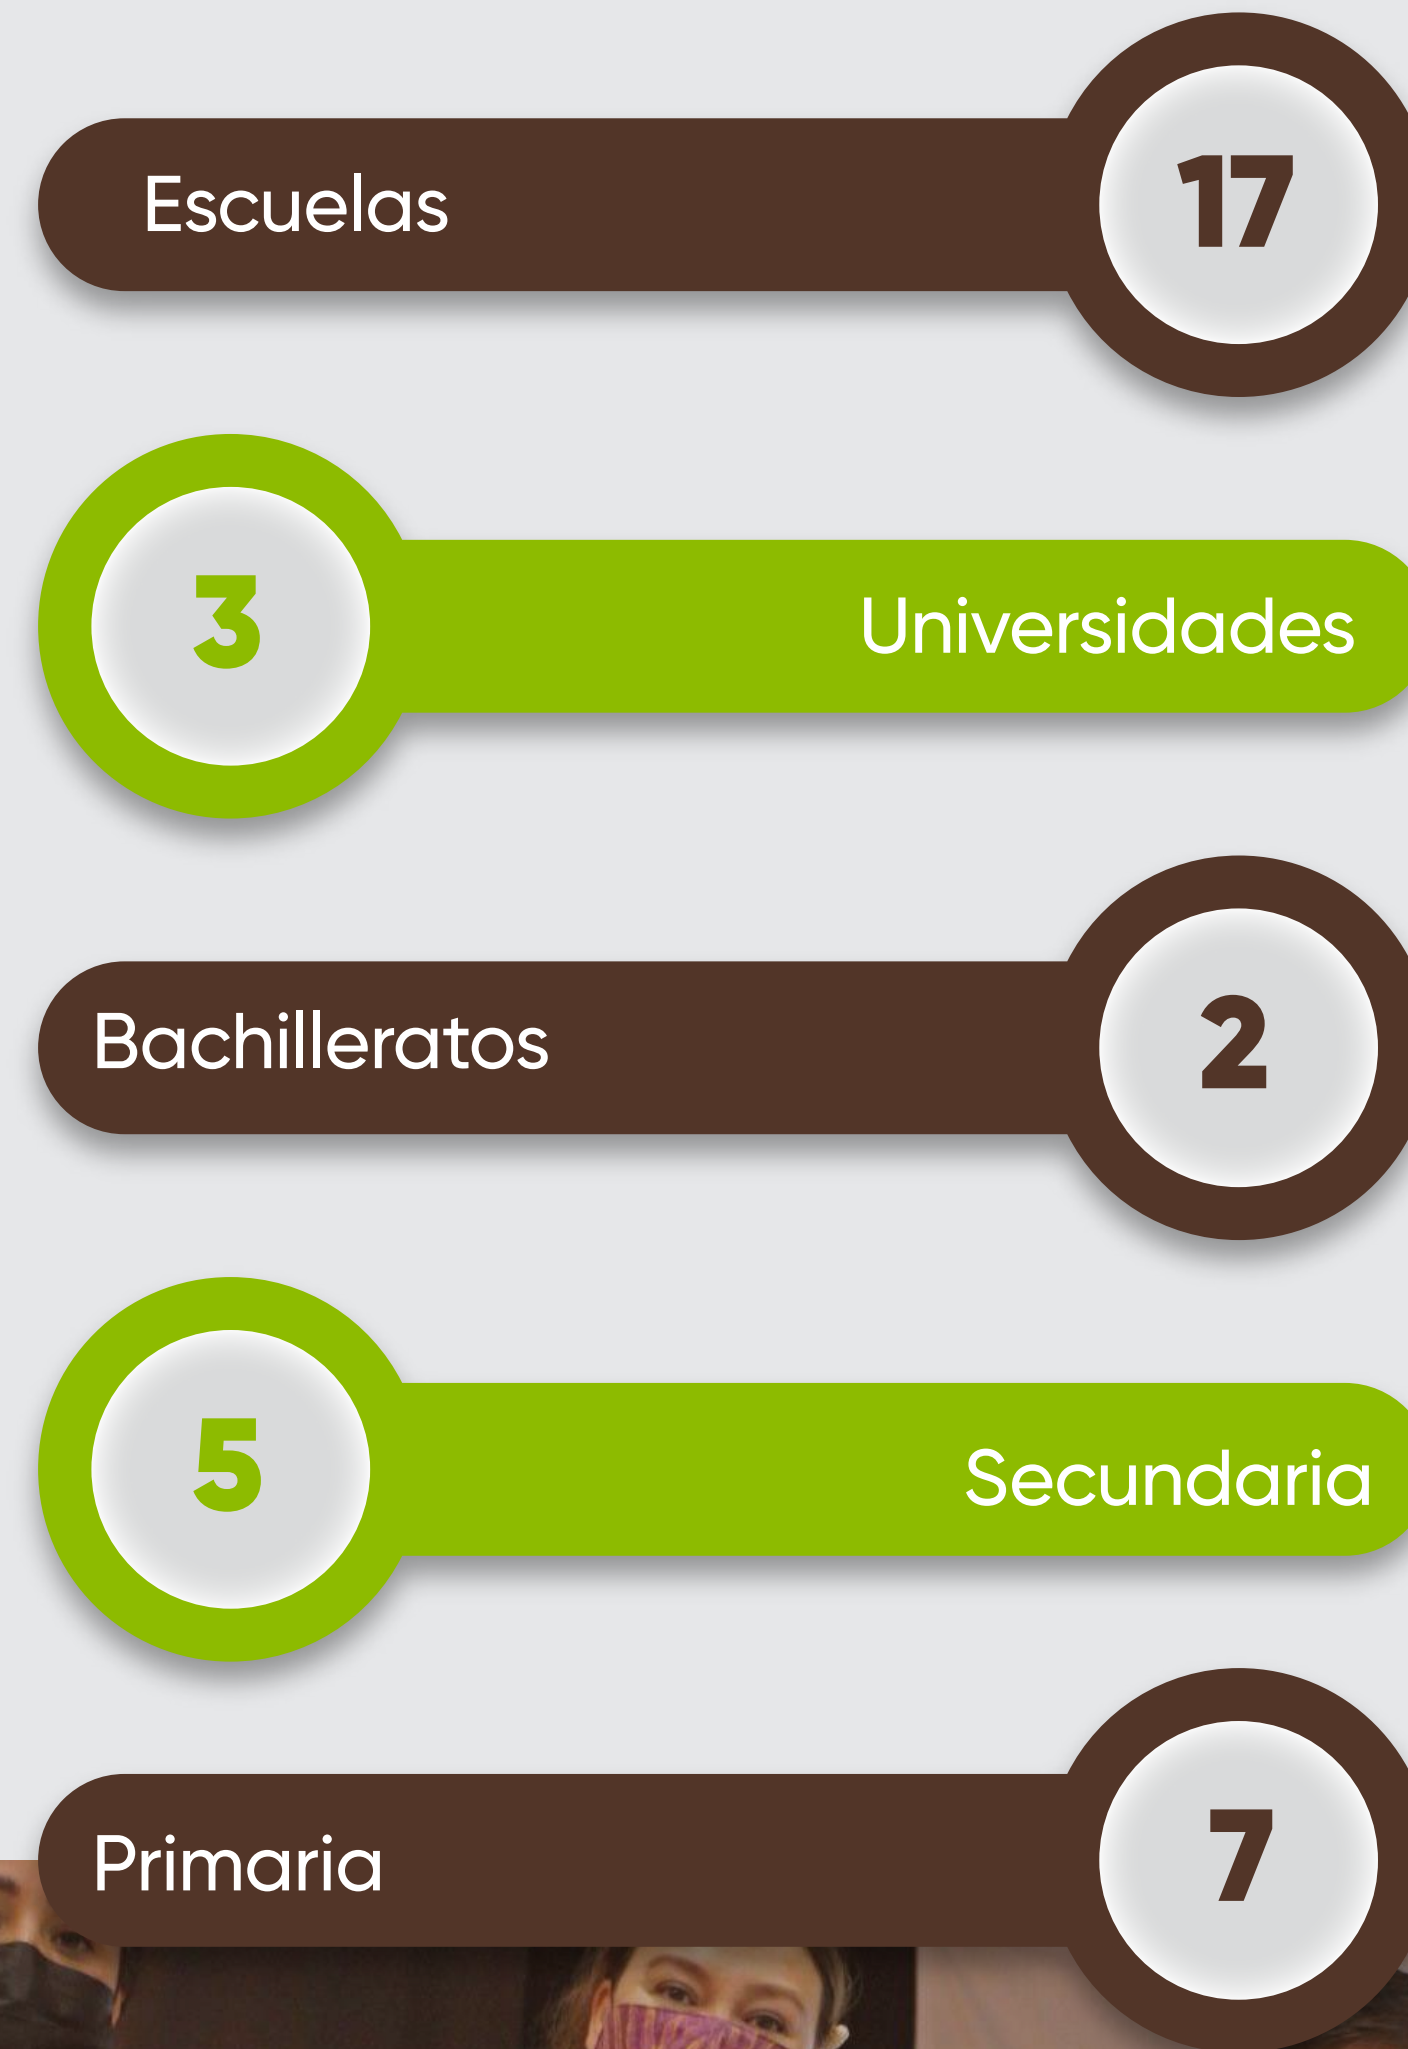 Escuelas 17
3 Universidades
Bachilleratos 2
5 Secundaria
Primaria 7